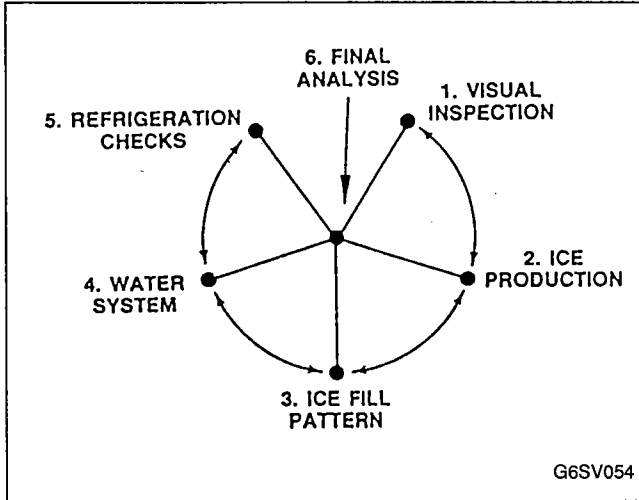 6. FINAL
ANALYSIS
1. VISUAL
INSPECTION
5. REFRIGERATION
CHECKS
2. ICE
PRODUCTION
4. WATER
SYSTEM
3. ICE FILL
PATTERN
G6SV054